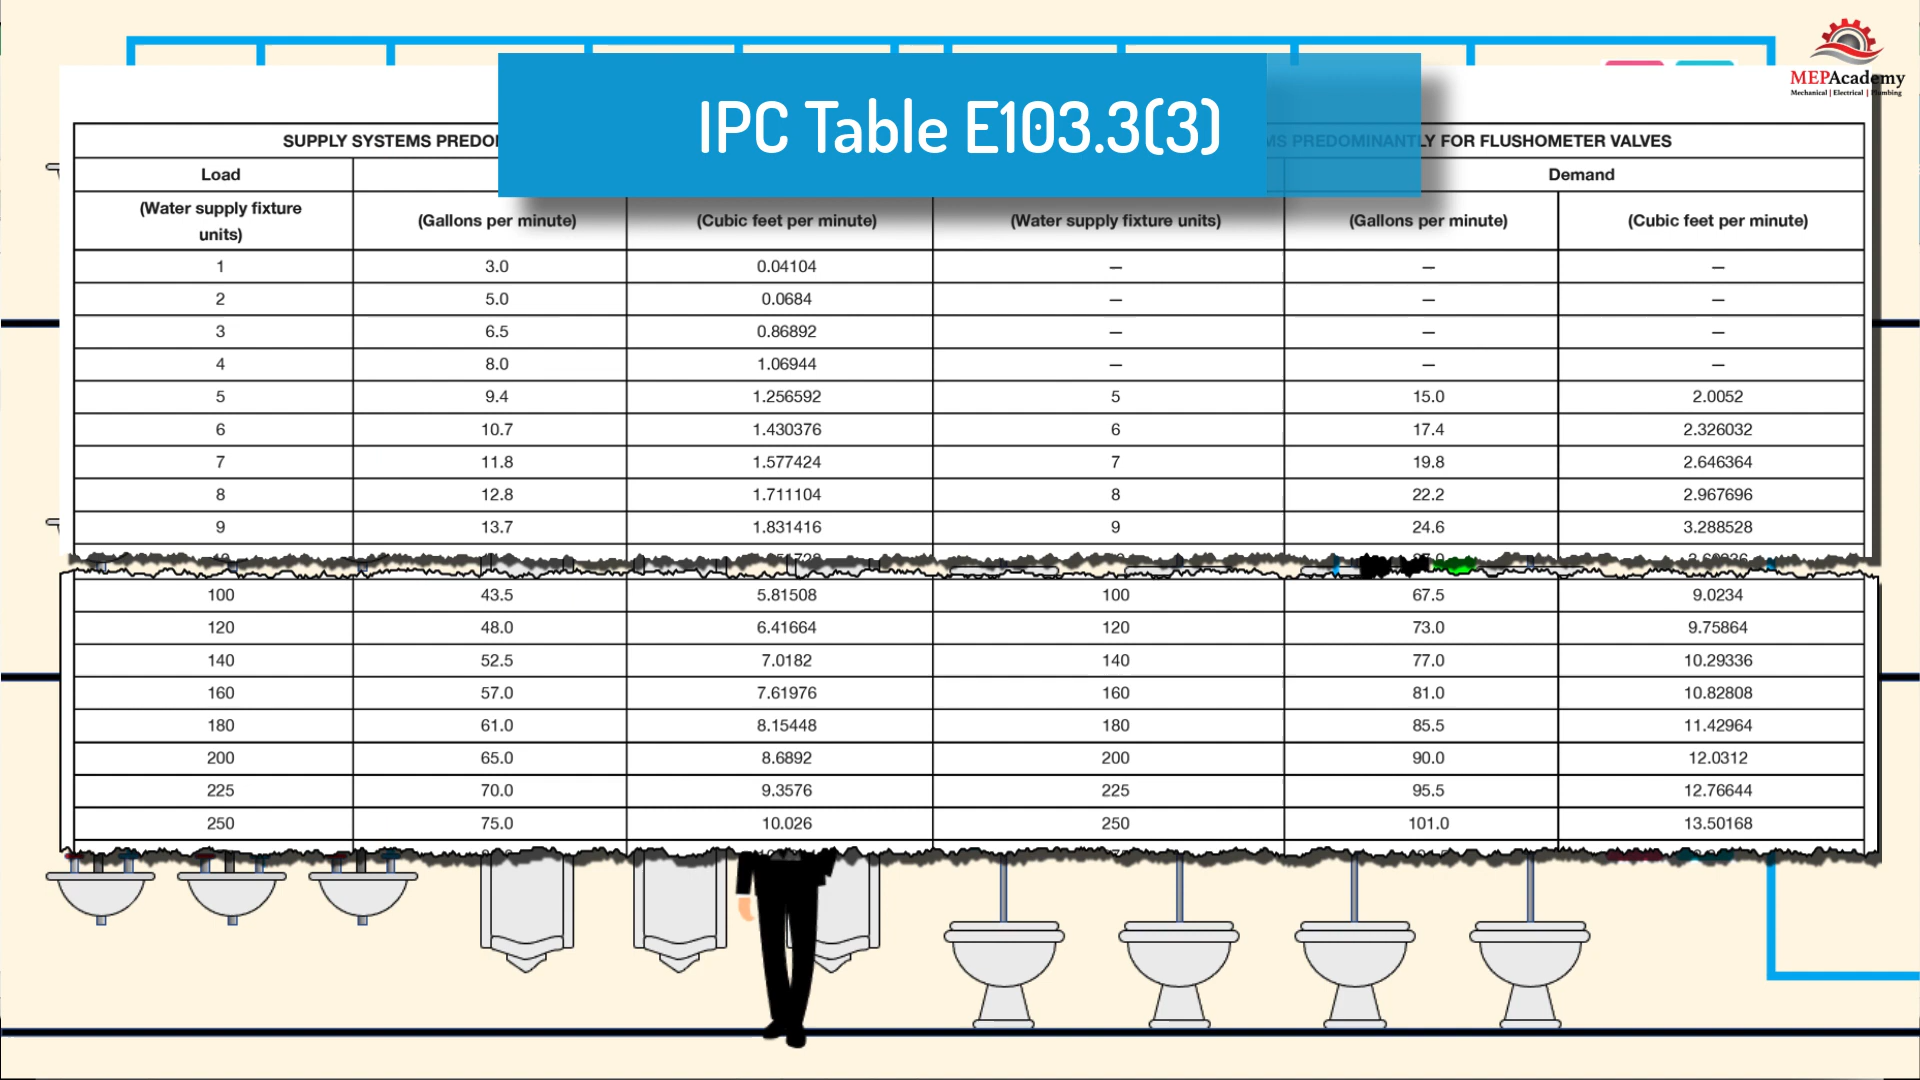 MEPAcademy
Mechanical | Electrical | Plumbing
IPC Table E103.3(3)
SUPPLY SYSTEMS PREDOMINANTLY FOR FLUSHOMETER VALVES
Load Demand
(Water supply fixture units) (Gallons per minute) (Cubic feet per minute) (Water supply fixture units) (Gallons per minute) (Cubic feet per minute)
1 3.0 0.04104 — — —
2 5.0 0.0684 — — —
3 6.5 0.86892 — — —
4 8.0 1.06944 — — —
5 9.4 1.256592 5 15.0 2.0052
6 10.7 1.430376 6 17.4 2.326032
7 11.8 1.577424 7 19.8 2.646364
8 12.8 1.711104 8 22.2 2.967696
9 13.7 1.831416 9 24.6 3.288528
100 43.5 5.81508 100 67.5 9.0234
120 48.0 6.41664 120 73.0 9.75864
140 52.5 7.0182 140 77.0 10.29336
160 57.0 7.61976 160 81.0 10.82808
180 61.0 8.15448 180 85.5 11.42964
200 65.0 8.6892 200 90.0 12.0312
225 70.0 9.3576 225 95.5 12.76644
250 75.0 10.026 250 101.0 13.50168